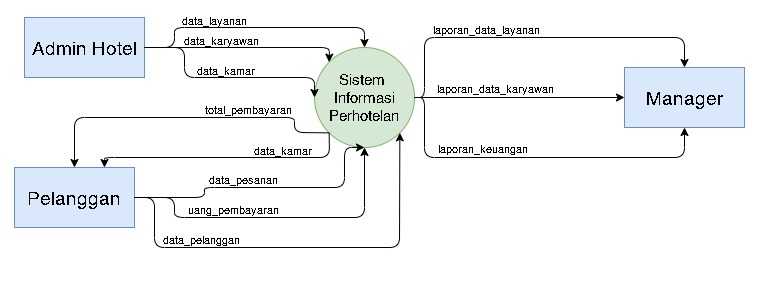 data_layanan
Admin Hotel
data_karyawan
data_kamar
Sistem
Informasi
Perhotelan
laporan_data_layanan
laporan_data_karyawan
Manager
laporan_keuangan
total_pembayaran
data_kamar
Pelanggan
data_pesanan
uang_pembayaran
data_pelanggan